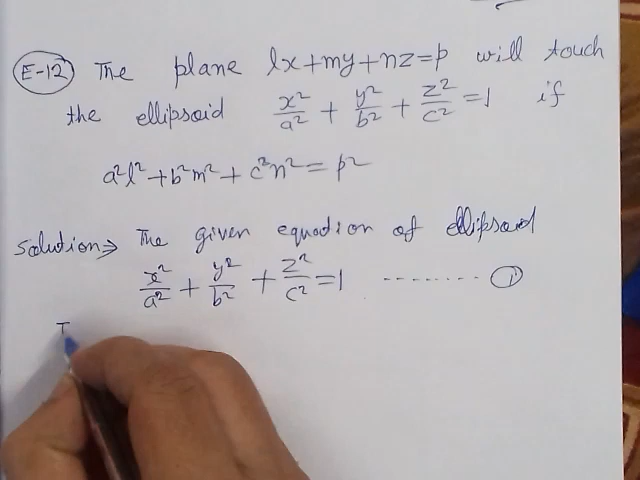 E-12 The plane lx+my+nz=p will touch
the ellipsoid x²/a² + y²/b² + z²/c² =1 if
a²l²+b²m²+c²n²=p²
Solution⇒ The given equation of ellipsoid
x²/a² + y²/b² + z²/c² =1 ---------- (i)
T